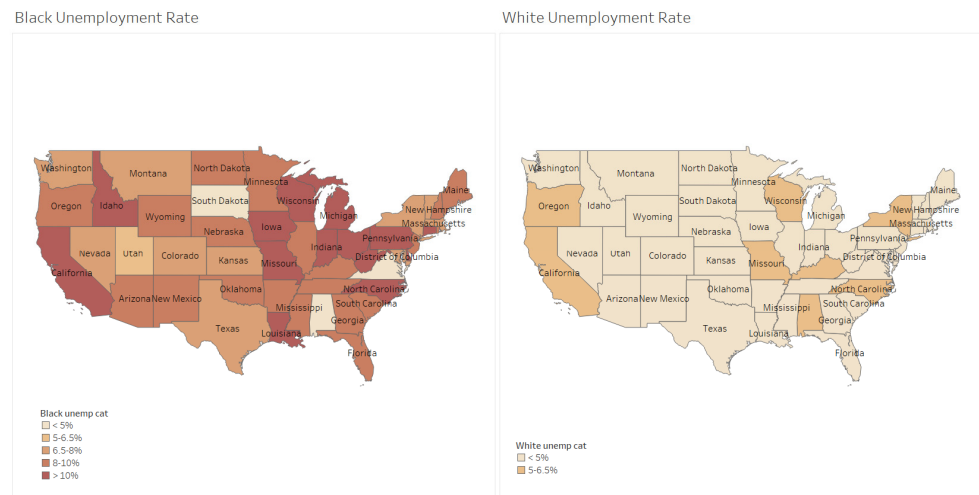 Black Unemployment Rate
Washington
Montana
North Dakota
Minnesota
Maine
Oregon
Idaho
Wyoming
South Dakota
Wisconsin
Michigan
New Hampshire
Massachusetts
Nebraska
Iowa
Pennsylvania
Nevada
Utah
Colorado
Kansas
Missouri
Indiana
District of Columbia
California
Arizona
New Mexico
Oklahoma
North Carolina
South Carolina
Mississippi
Georgia
Texas
Louisiana
Florida
Black unemp cat
< 5%
5-6.5%
6.5-8%
8-10%
> 10%
White Unemployment Rate
Washington
Montana
North Dakota
Minnesota
Maine
Oregon
Idaho
Wyoming
South Dakota
Wisconsin
Michigan
New Hampshire
Massachusetts
Nebraska
Iowa
Pennsylvania
Nevada
Utah
Colorado
Kansas
Missouri
Indiana
District of Columbia
California
Arizona
New Mexico
Oklahoma
North Carolina
South Carolina
Mississippi
Georgia
Texas
Louisiana
Florida
White unemp cat
< 5%
5-6.5%